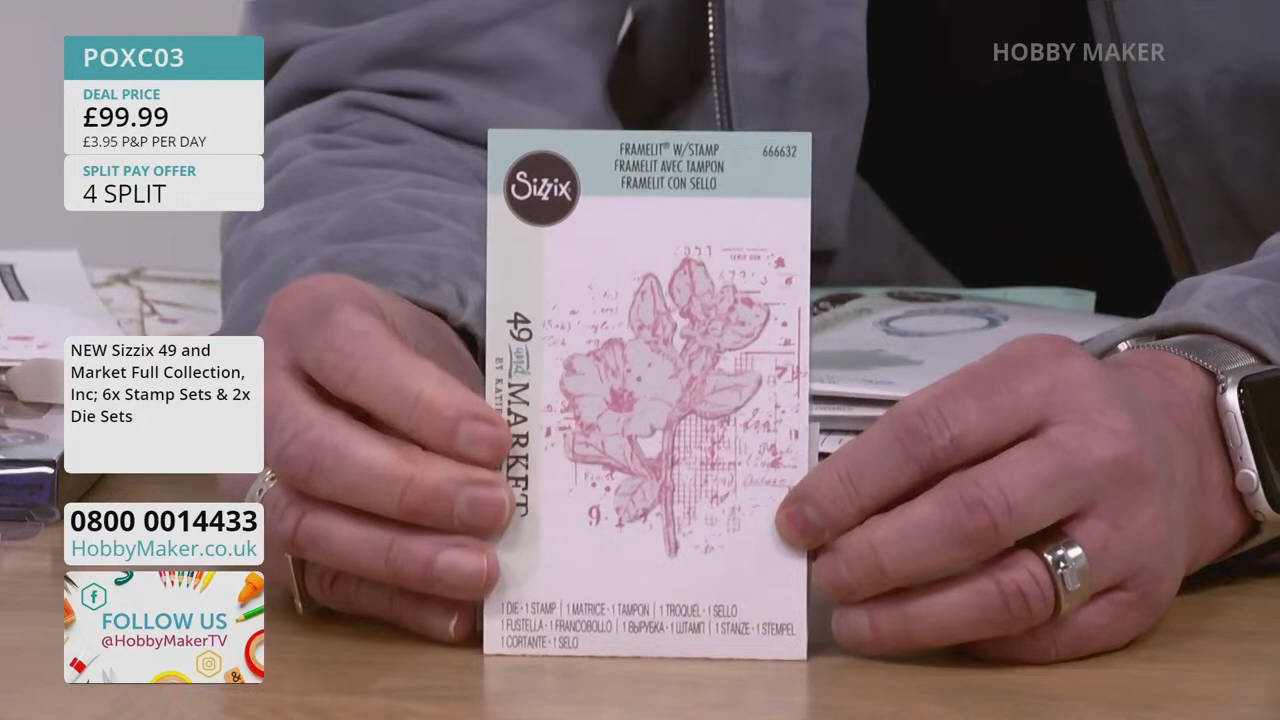 POXC03
DEAL PRICE
£99.99
£3.95 P&P PER DAY
SPLIT PAY OFFER
4 SPLIT
NEW Sizzix 49 and
Market Full Collection,
Inc; 6x Stamp Sets & 2x
Die Sets
0800 0014433
HobbyMaker.co.uk
FOLLOW US
@HobbyMakerTV
HOBBY MAKER
Sizzix
FRAMELIT® W/STAMP
FRAMELIT AVEC TAMPON
FRAMELIT CON SELLO
666632
49 and MARKET
1 DIE · 1 STAMP | 1 MATRICE · 1 TAMPON | 1 TROQUEL · 1 SELLO
1 FUSTELLA · 1 FRANCOBOLLO | 1 ВЫРУБКА · 1 ШТАМП | 1 STANZE · 1 STEMPEL
1 CORTANTE · 1 SELO